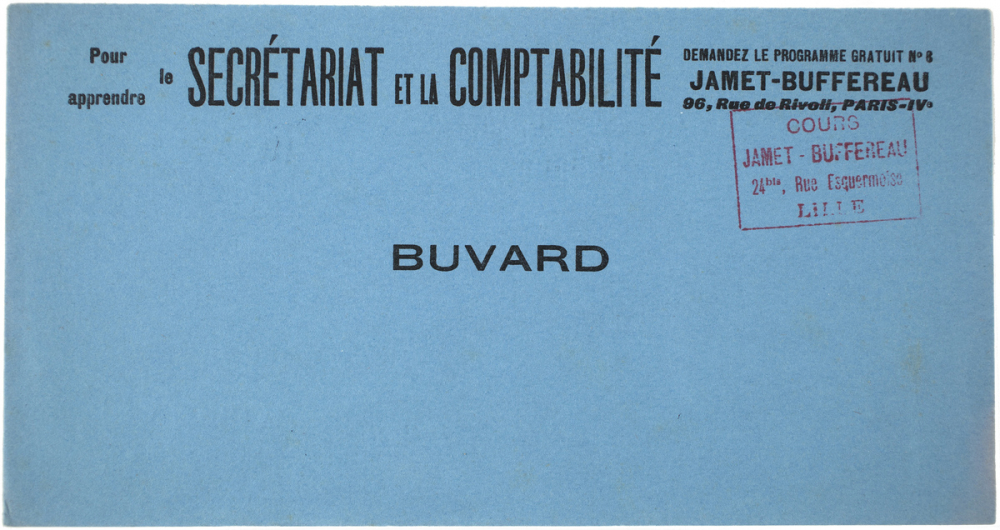 Pour apprendre le SECRÉTARIAT ET LA COMPTABILITÉ
DEMANDEZ LE PROGRAMME GRATUIT Nº 8
JAMET-BUFFEREAU
96, Rue de Rivoli, PARIS-IVe
COURS
JAMET - BUFFEREAU
24bis, Rue Esquermoise
LILLE
BUVARD